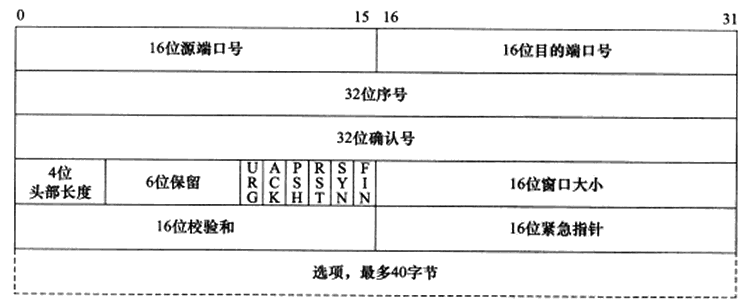 0 15 16 31
16位源端口号 16位目的端口号
32位序号
32位确认号
4位
头部长度 6位保留 URG ACK PSH RST SYN FIN 16位窗口大小
16位校验和 16位紧急指针
选项，最多40字节